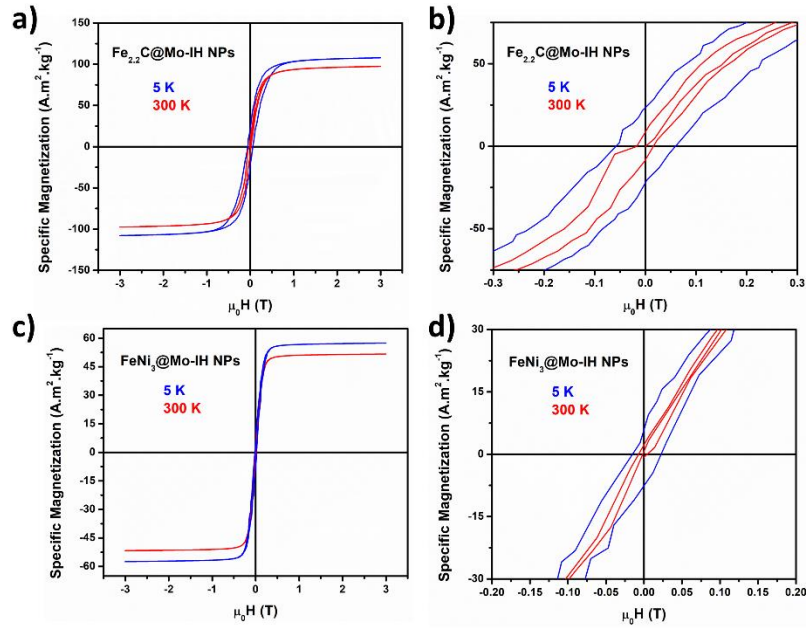 a)
Fe2.2C@Mo-IH NPs
5 K
300 K
Specific Magnetization (A.m².kg⁻¹)
150
100
50
0
-50
-100
-150
-3 -2 -1 0 1 2 3
μ0H (T)
b)
Fe2.2C@Mo-IH NPs
5 K
300 K
Specific Magnetization (A.m².kg⁻¹)
50
0
-50
-0.3 -0.2 -0.1 0.0 0.1 0.2 0.3
μ0H (T)
c)
FeNi3@Mo-IH NPs
5 K
300 K
Specific Magnetization (A.m².kg⁻¹)
60
45
30
15
0
-15
-30
-45
-60
-3 -2 -1 0 1 2 3
μ0H (T)
d)
FeNi3@Mo-IH NPs
5 K
300 K
Specific Magnetization (A.m².kg⁻¹)
30
15
0
-15
-30
-0.20 -0.15 -0.10 -0.05 0.00 0.05 0.10 0.15 0.20
μ0H (T)